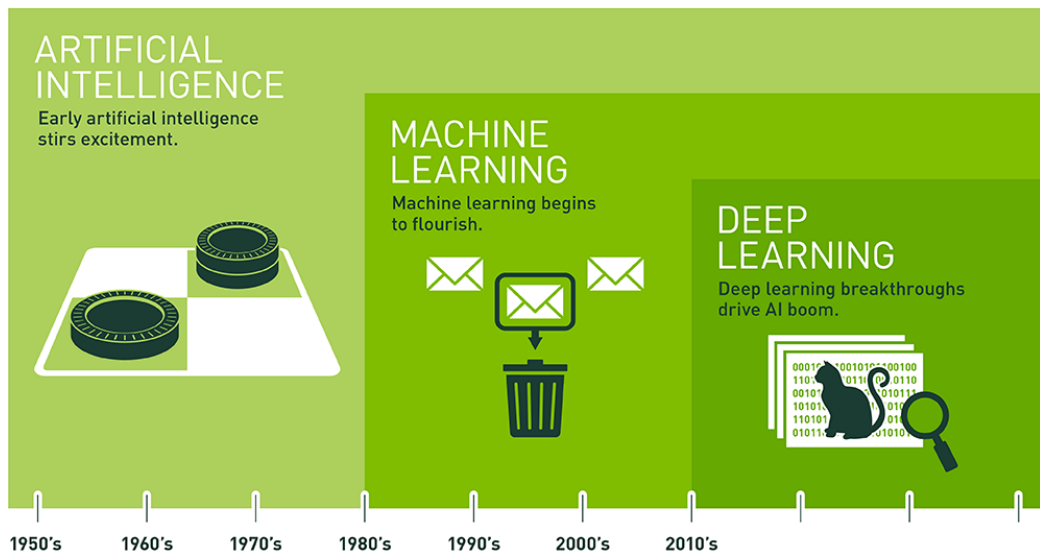 ARTIFICIAL
INTELLIGENCE
Early artificial intelligence
stirs excitement.
MACHINE
LEARNING
Machine learning begins
to flourish.
DEEP
LEARNING
Deep learning breakthroughs
drive AI boom.
1950's
1960's
1970's
1980's
1990's
2000's
2010's